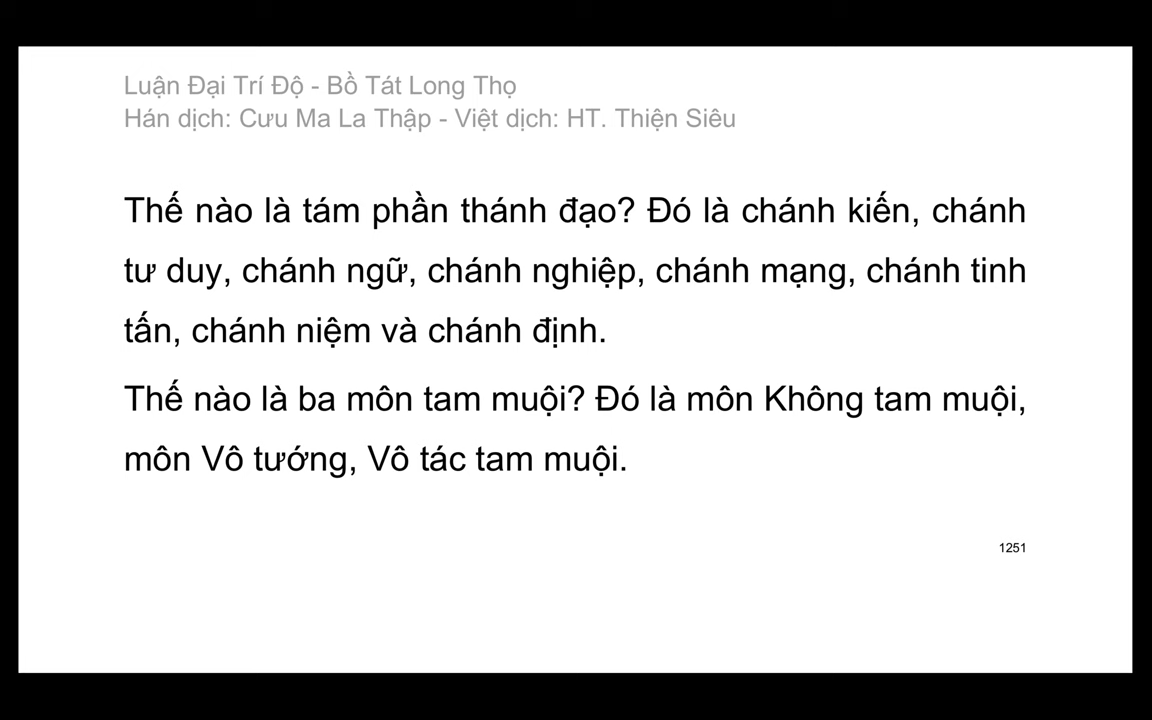 Luận Đại Trí Độ - Bồ Tát Long Thọ
Hán dịch: Cưu Ma La Thập - Việt dịch: HT. Thiện Siêu
Thế nào là tám phần thánh đạo? Đó là chánh kiến, chánh
tư duy, chánh ngữ, chánh nghiệp, chánh mạng, chánh tinh
tấn, chánh niệm và chánh định.
Thế nào là ba môn tam muội? Đó là môn Không tam muội,
môn Vô tướng, Vô tác tam muội.
1251